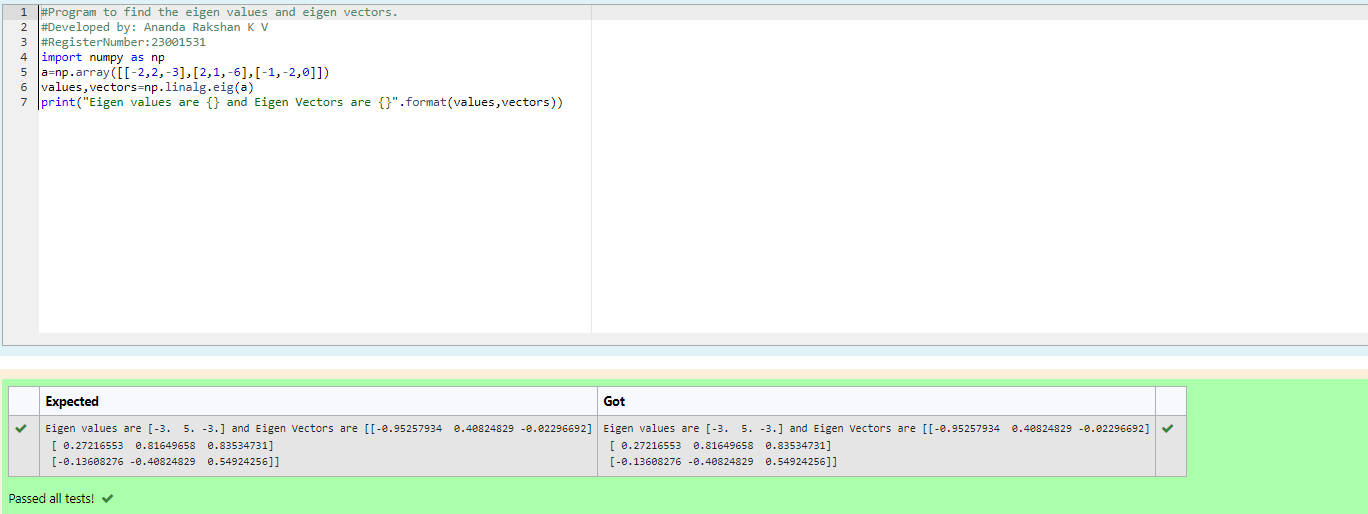 1 #Program to find the eigen values and eigen vectors.
2 #Developed by: Ananda Rakshan K V
3 #RegisterNumber:23001531
4 import numpy as np
5 a=np.array([[-2,2,-3],[2,1,-6],[-1,-2,0]])
6 values,vectors=np.linalg.eig(a)
7 print("Eigen values are {} and Eigen Vectors are {}".format(values,vectors))
Expected Got
Eigen values are [-3.  5. -3.] and Eigen Vectors are [[-0.95257934  0.40824829 -0.02296692] Eigen values are [-3.  5. -3.] and Eigen Vectors are [[-0.95257934  0.40824829 -0.02296692]
[ 0.27216553  0.81649658  0.83534731] [ 0.27216553  0.81649658  0.83534731]
[-0.13608276 -0.40824829  0.54924256]] [-0.13608276 -0.40824829  0.54924256]]
Passed all tests!